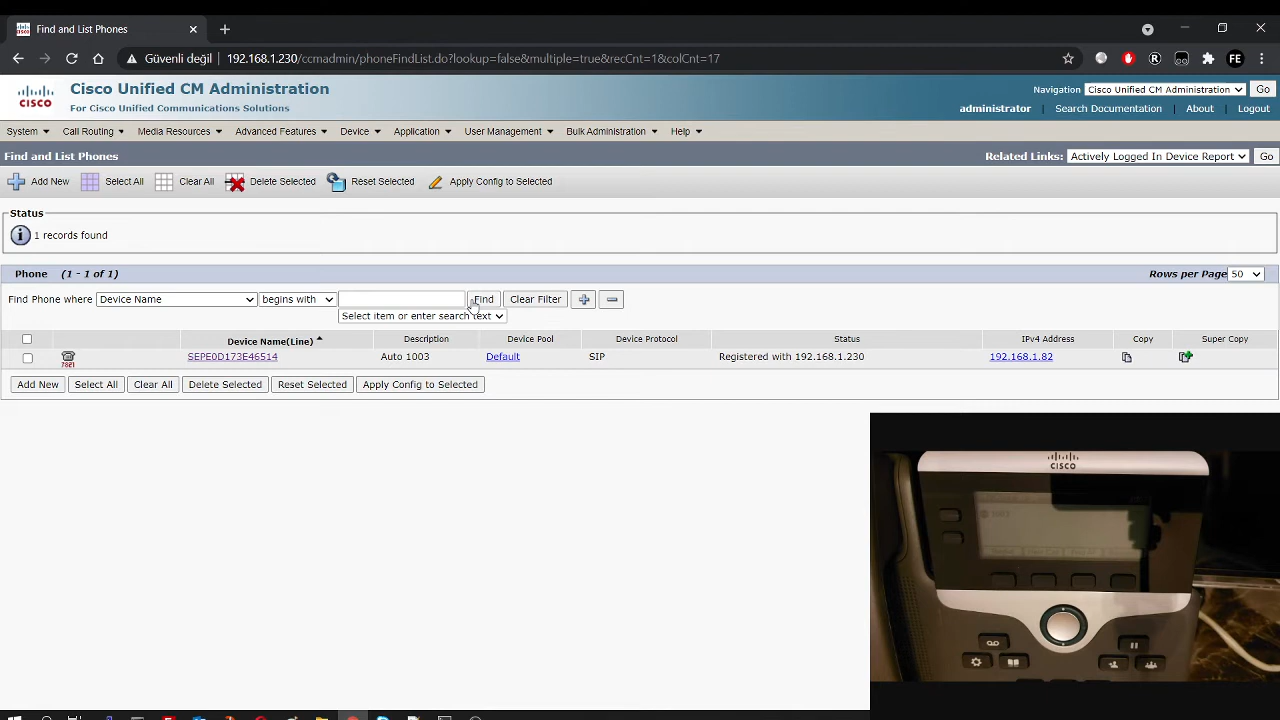 Find and List Phones
Güvenli değil
192.168.1.230/ccmadmin/phoneFindList.do?lookup=false&multiple=true&recCnt=1&colCnt=17
R
FE
CISCO
Cisco Unified CM Administration
For Cisco Unified Communications Solutions
Navigation Cisco Unified CM Administration Go
administrator Search Documentation About Logout
System Call Routing Media Resources Advanced Features Device Application User Management Bulk Administration Help
Find and List Phones
Related Links: Actively Logged In Device Report Go
Add New Select All Clear All Delete Selected Reset Selected Apply Config to Selected
Status
1 records found
Phone (1 - 1 of 1)
Rows per Page 50
Find Phone where Device Name begins with Find Clear Filter
Select item or enter search text
Device Name(Line) Description Device Pool Device Protocol Status IPv4 Address Copy Super Copy
7821 SEPE0D173E46514 Auto 1003 Default SIP Registered with 192.168.1.230 192.168.1.82
Add New Select All Clear All Delete Selected Reset Selected Apply Config to Selected
CISCO